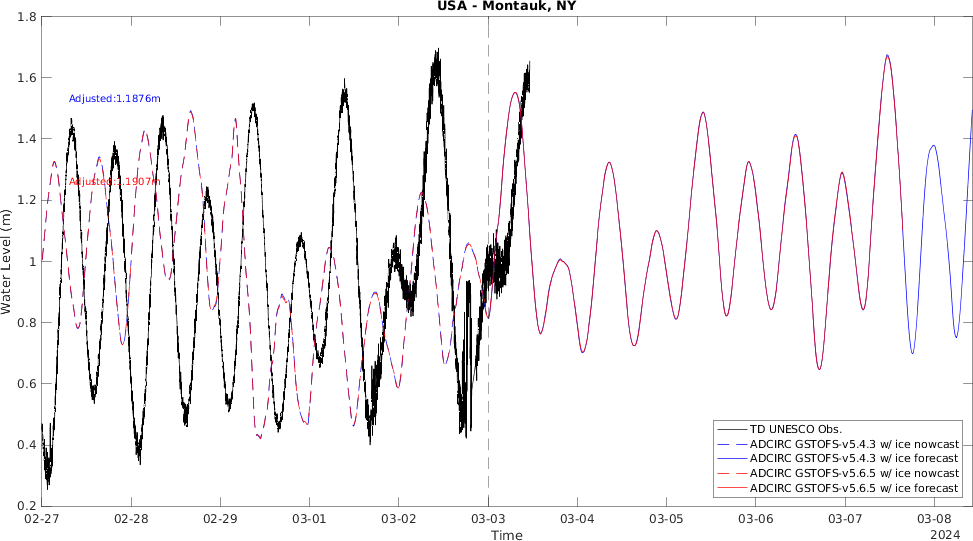 USA - Montauk, NY
1.8
1.6
1.4
1.2
1
0.8
0.6
0.4
0.2
Water Level (m)
Adjusted:1.1876m
Adjusted:1.1907m
TD UNESCO Obs.
ADCIRC GSTOFS-v5.4.3 w/ ice nowcast
ADCIRC GSTOFS-v5.4.3 w/ ice forecast
ADCIRC GSTOFS-v5.6.5 w/ ice nowcast
ADCIRC GSTOFS-v5.6.5 w/ ice forecast
02-27 02-28 02-29 03-01 03-02 03-03 03-04 03-05 03-06 03-07 03-08
Time
2024